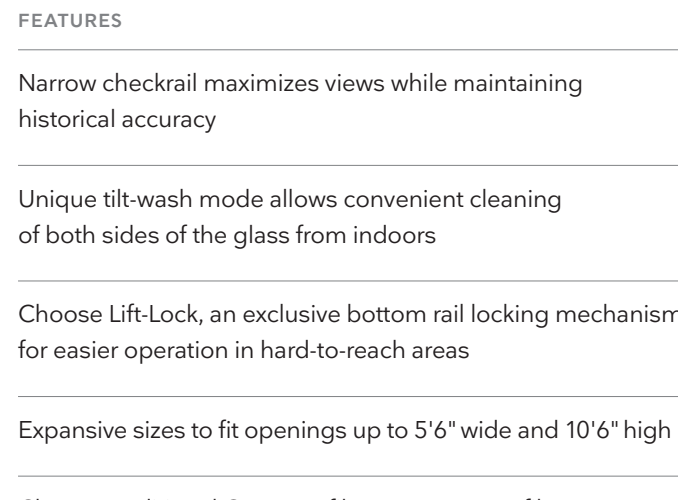 FEATURES
Narrow checkrail maximizes views while maintaining
historical accuracy
Unique tilt-wash mode allows convenient cleaning
of both sides of the glass from indoors
Choose Lift-Lock, an exclusive bottom rail locking mechanism
for easier operation in hard-to-reach areas
Expansive sizes to fit openings up to 5'6" wide and 10'6" high